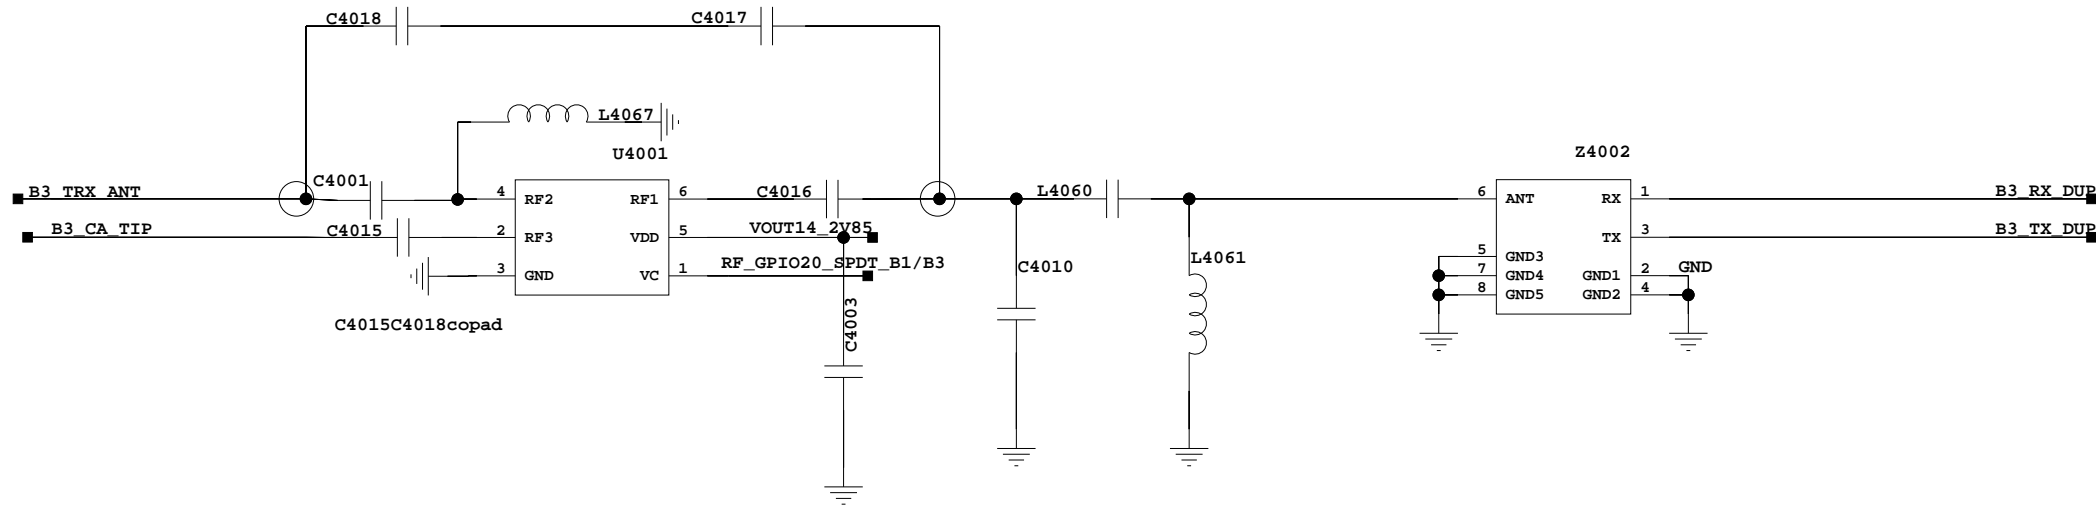 C4018
C4017
L4067
U4001
Z4002
B3_TRX_ANT
C4001
4
RF2
RF1
6
C4016
L4060
6
ANT
RX
1
B3_RX_DUP
B3_CA_TIP
C4015
2
RF3
VDD
5
VOUT14_2V85
TX
3
B3_TX_DUP
3
GND
VC
1
RF_GPIO20_SPDT_B1/B3
C4010
L4061
5
GND3
7
GND4
GND1
2
GND
8
GND5
GND2
4
C4015C4018copad
C4003